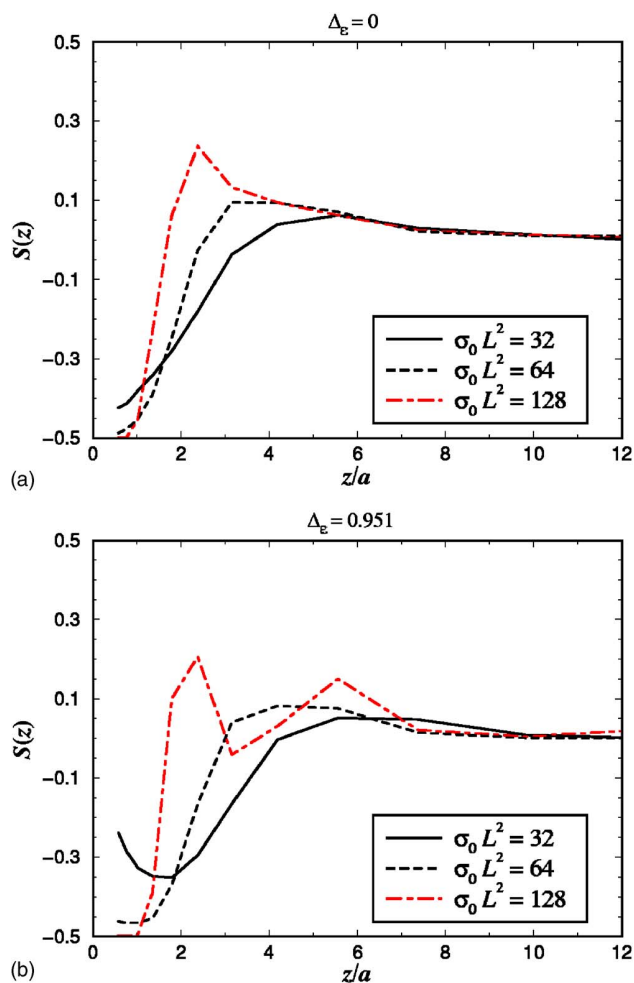 Δε = 0
0.5
0.3
0.1
−0.1
−0.3
−0.5
S(z)
σ₀ L² = 32
σ₀ L² = 64
σ₀ L² = 128
0 2 4 6 8 10 12
(a) z/a
Δε = 0.951
0.5
0.3
0.1
−0.1
−0.3
−0.5
S(z)
σ₀ L² = 32
σ₀ L² = 64
σ₀ L² = 128
0 2 4 6 8 10 12
(b) z/a